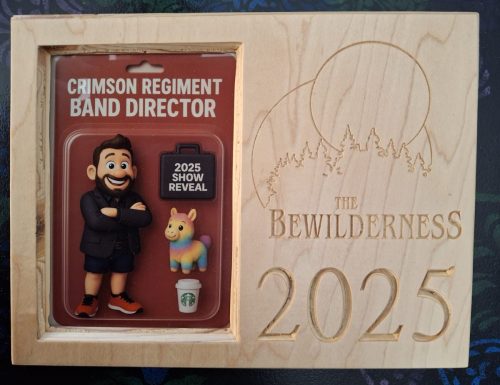 CRIMSON REGIMENT
BAND DIRECTOR
2025
SHOW
REVEAL
THE
BEWILDERNESS
2025